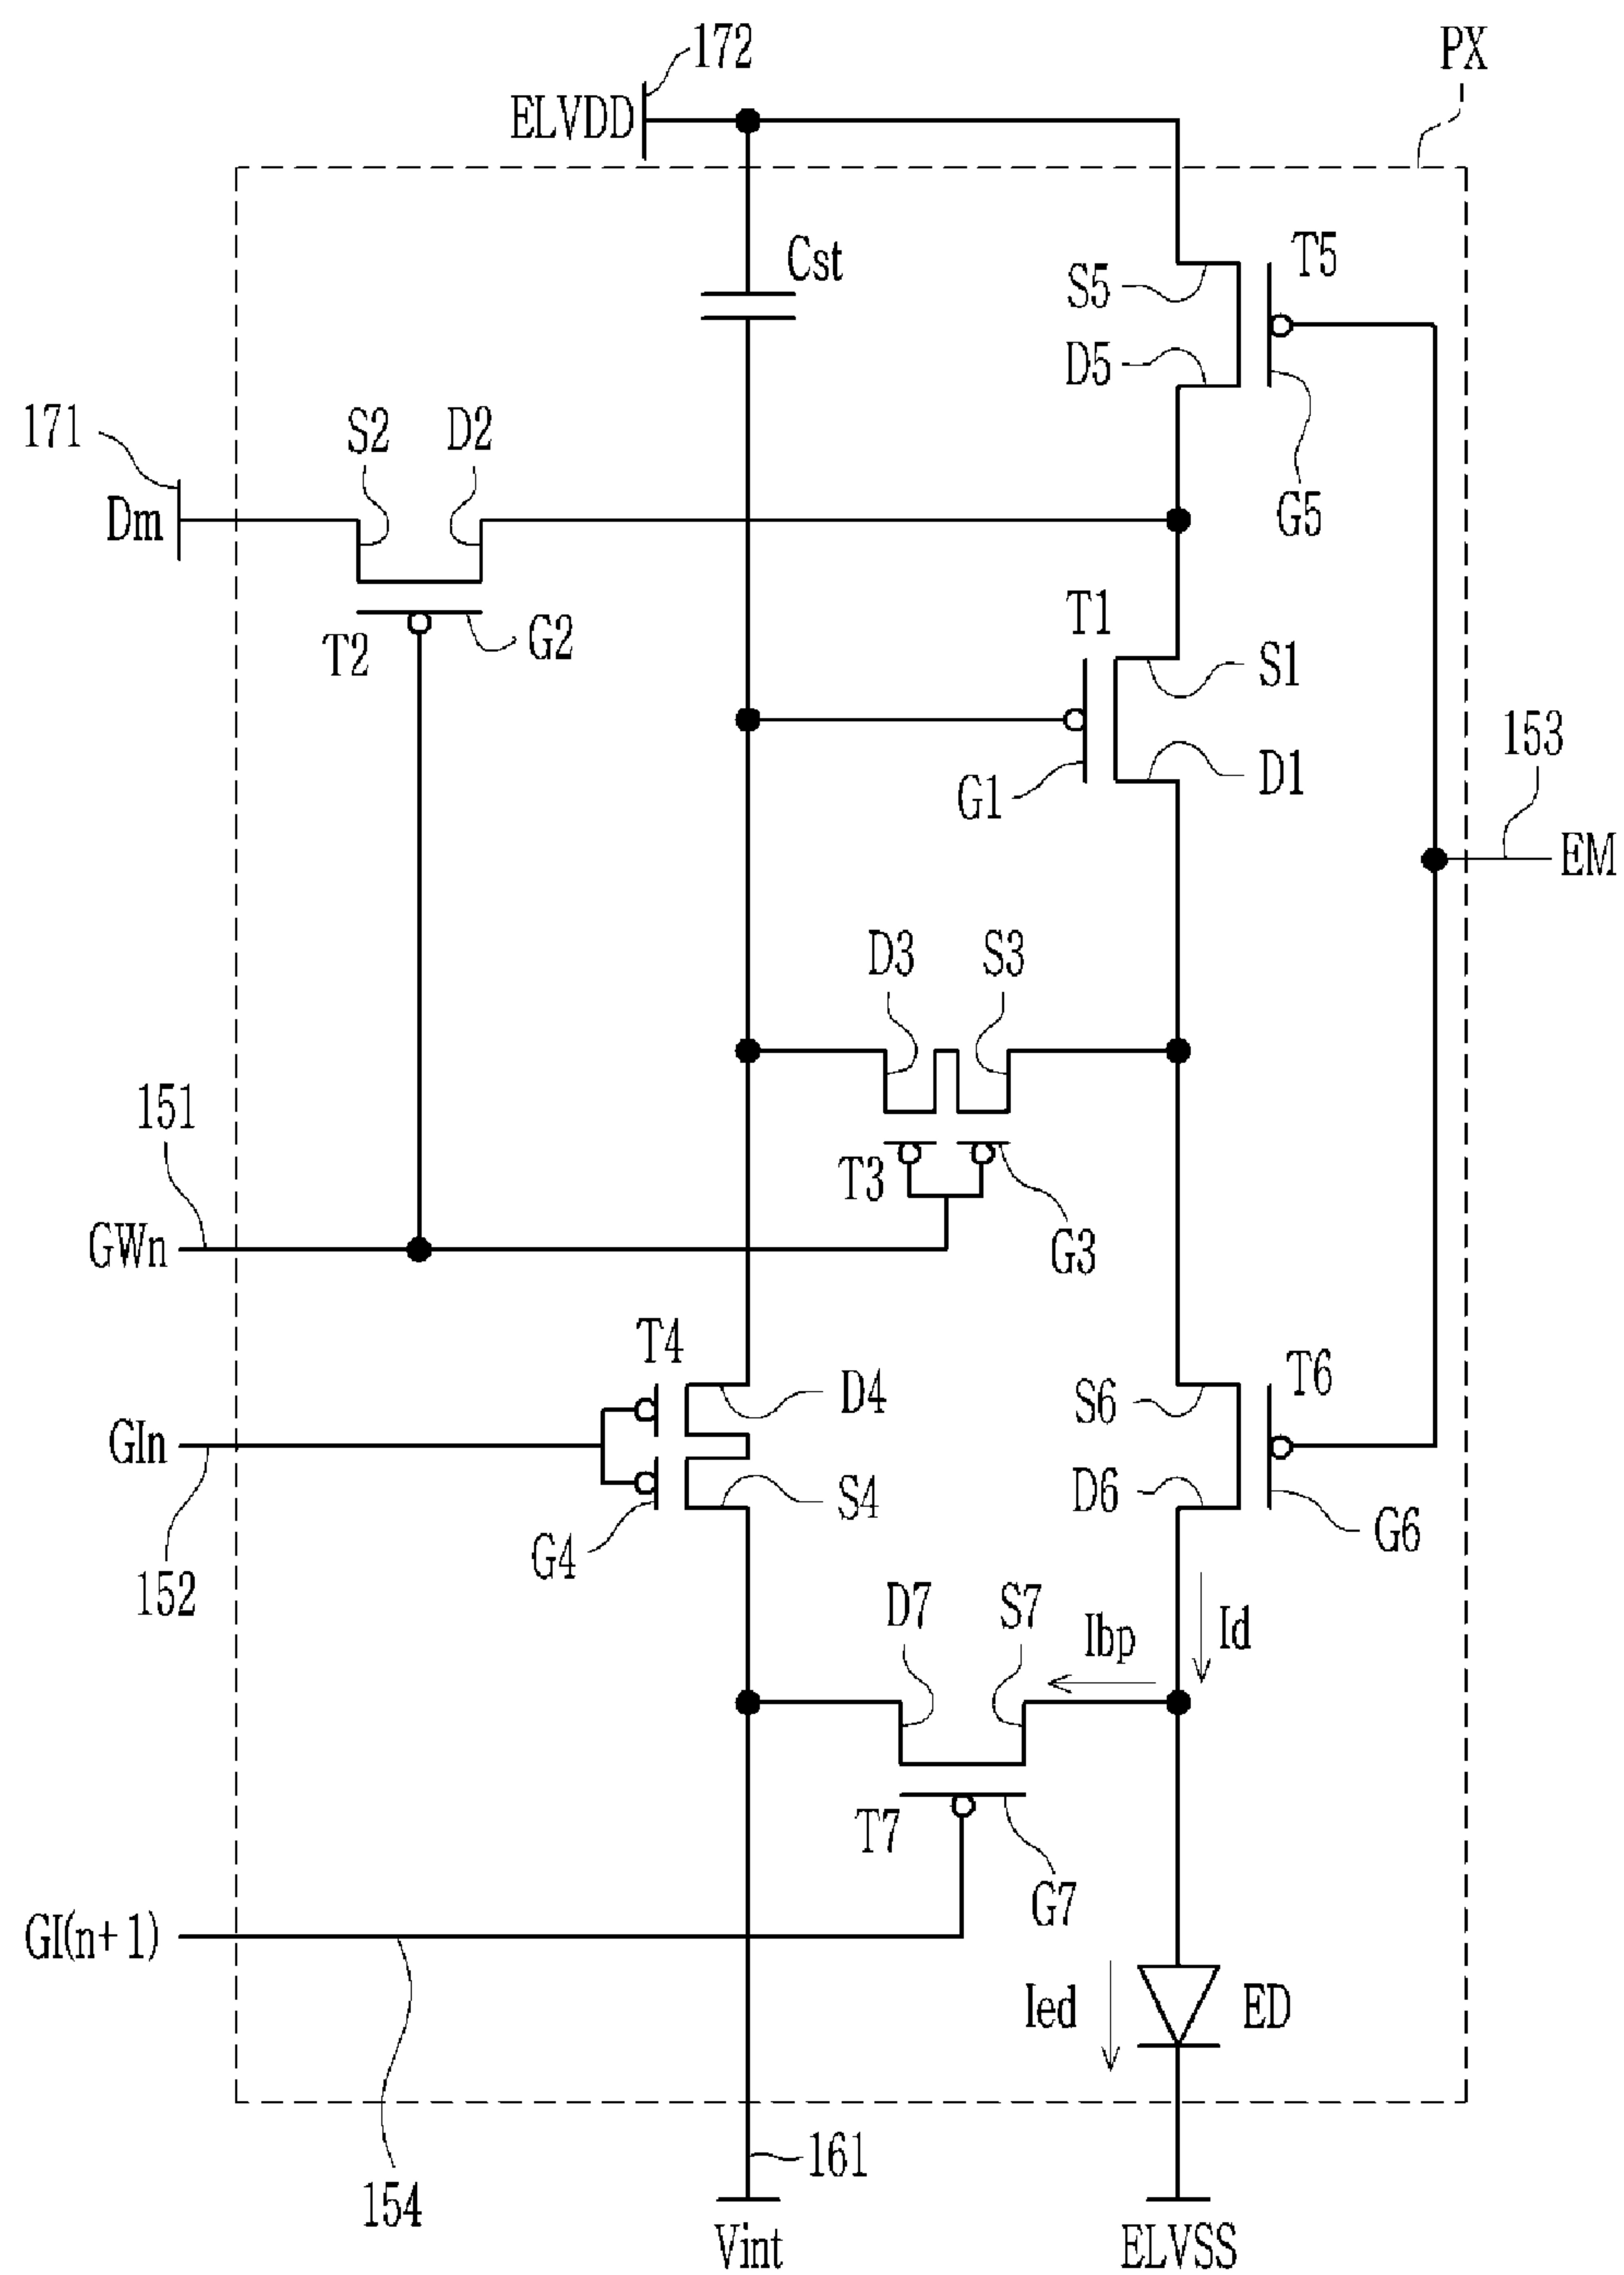 172
PX
ELVDD
Cst
T5
S5
D5
171
S2
D2
Dm
G5
T1
T2
G2
S1
153
D1
G1
EM
D3
S3
151
T3
GWn
G3
T4
D4
S6
T6
GIn
S4
D6
G4
G6
152
D7
S7
Ibp
Id
T7
G7
GI(n+1)
Ied
ED
161
154
Vint
ELVSS